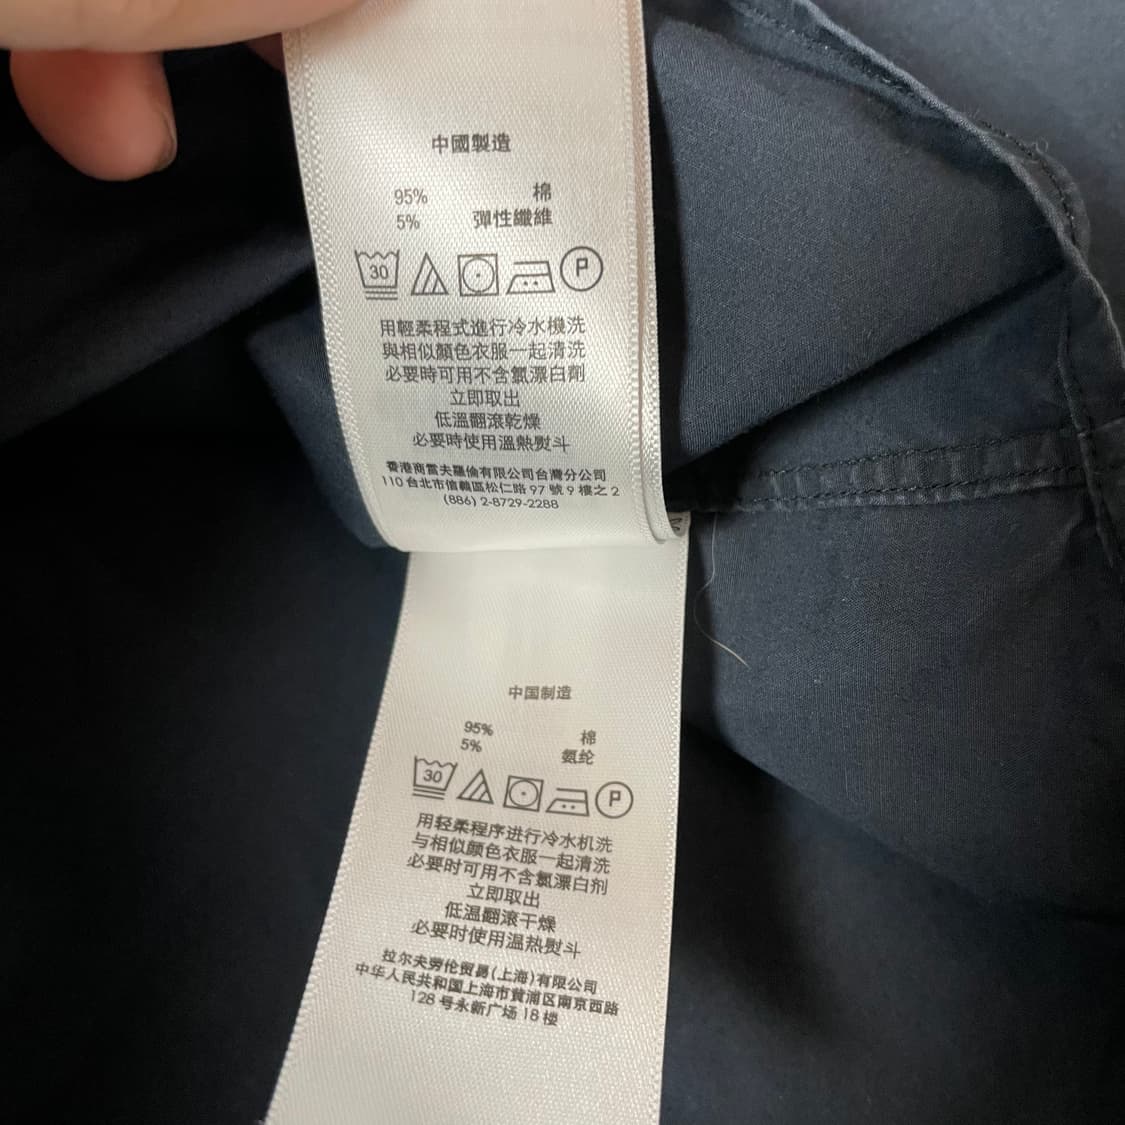 中國製造
95% 棉
5% 彈性纖維
30 P
用輕柔程式進行冷水機洗
與相似顏色衣服一起清洗
必要時可用不含氯漂白劑
立即取出
低溫翻滾乾燥
必要時使用溫熱熨斗
香港商雷夫羅倫有限公司台灣分公司
110 台北市信義區松仁路 97 號 9 樓之 2
(886) 2-8729-2288
中国制造
95% 棉
5% 氨纶
30 P
用轻柔程序进行冷水机洗
与相似颜色衣服一起清洗
必要时可用不含氯漂白剂
立即取出
低温翻滚干燥
必要时使用温热熨斗
拉尔夫劳伦贸易(上海)有限公司
中华人民共和国上海市黄浦区南京西路
128 号永新广场 18 楼